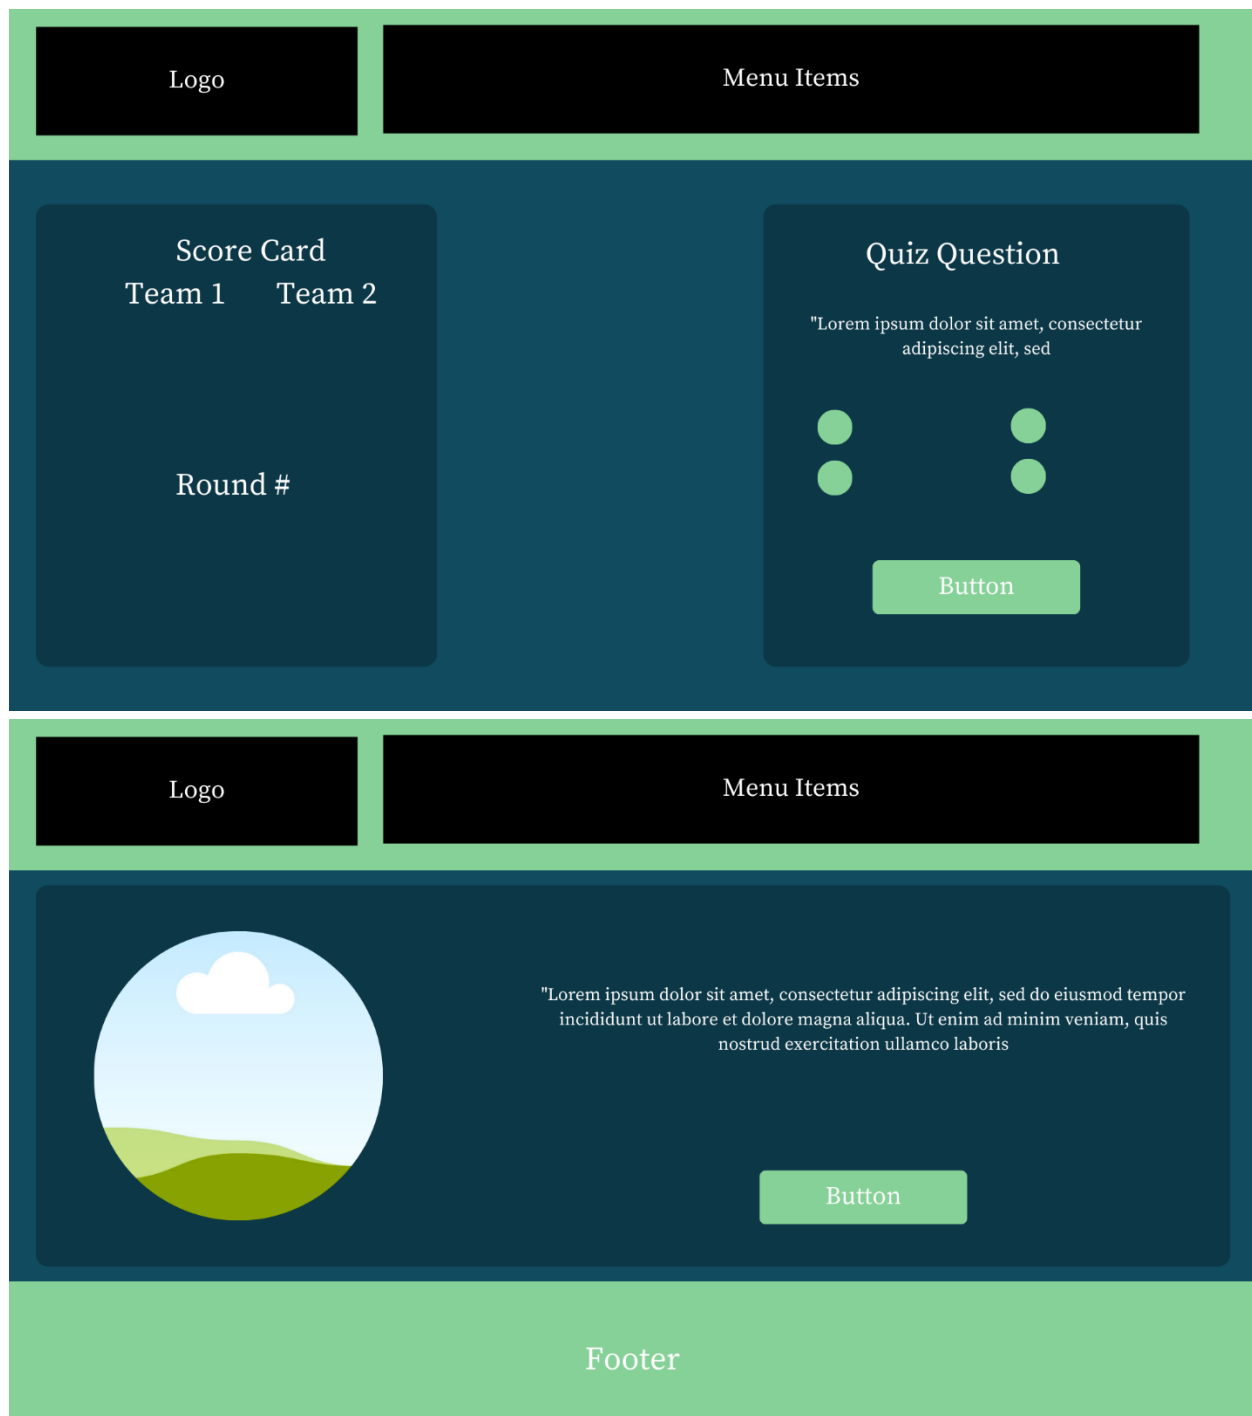 Logo
Menu Items
Score Card
Team 1 Team 2
Round #
Quiz Question
"Lorem ipsum dolor sit amet, consectetur
adipiscing elit, sed
Button
Logo
Menu Items
"Lorem ipsum dolor sit amet, consectetur adipiscing elit, sed do eiusmod tempor
incididunt ut labore et dolore magna aliqua. Ut enim ad minim veniam, quis
nostrud exercitation ullamco laboris
Button
Footer